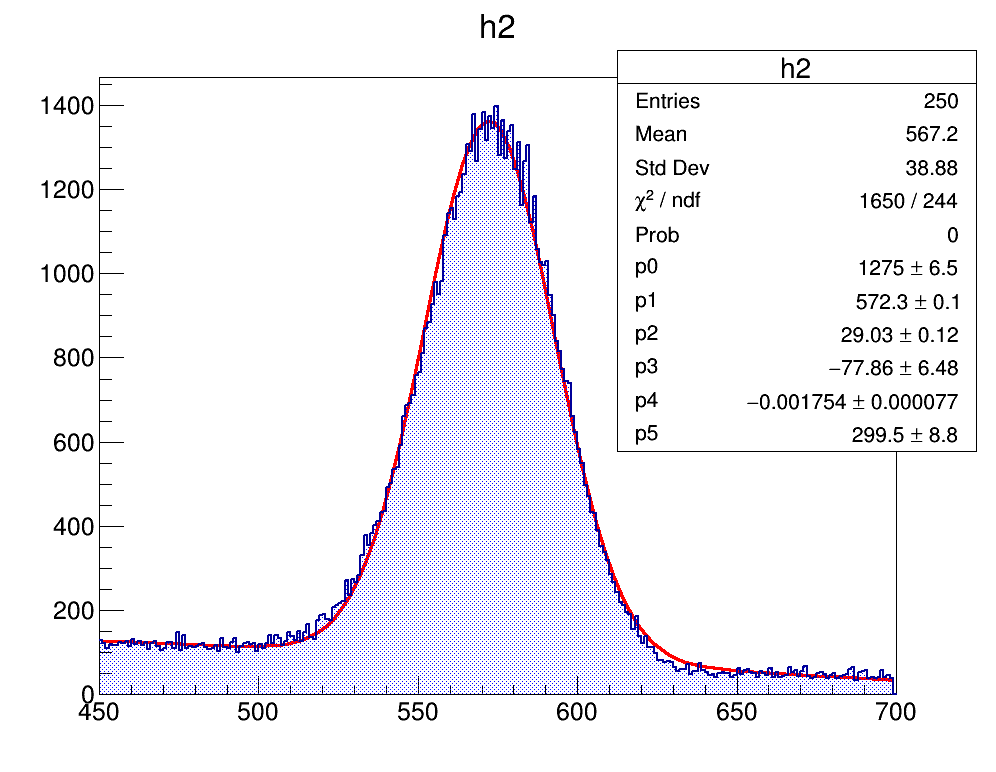 h2
h2
Entries 250
Mean 567.2
Std Dev 38.88
χ² / ndf 1650 / 244
Prob 0
p0 1275 ± 6.5
p1 572.3 ± 0.1
p2 29.03 ± 0.12
p3 −77.86 ± 6.48
p4 −0.001754 ± 0.000077
p5 299.5 ± 8.8
1400
1200
1000
800
600
400
200
0
450 500 550 600 650 700